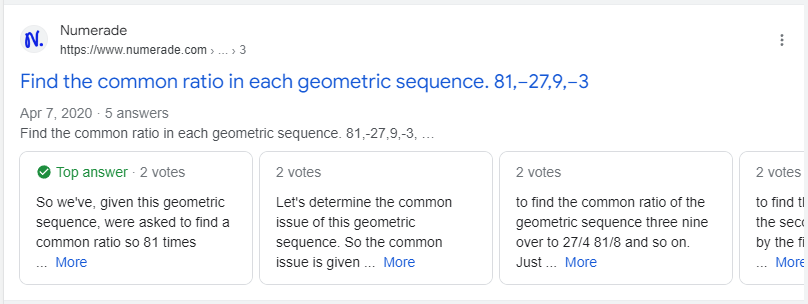 N.
Numerade
https://www.numerade.com › ... › 3
Find the common ratio in each geometric sequence. 81,−27,9,−3
Apr 7, 2020 · 5 answers
Find the common ratio in each geometric sequence. 81,-27,9,-3, ...
Top answer · 2 votes
So we've, given this geometric
sequence, were asked to find a
common ratio so 81 times
... More
2 votes
Let's determine the common
issue of this geometric
sequence. So the common
issue is given ... More
2 votes
to find the common ratio of the
geometric sequence three nine
over to 27/4 81/8 and so on.
Just ... More
2 votes
to find
the
by the
... More